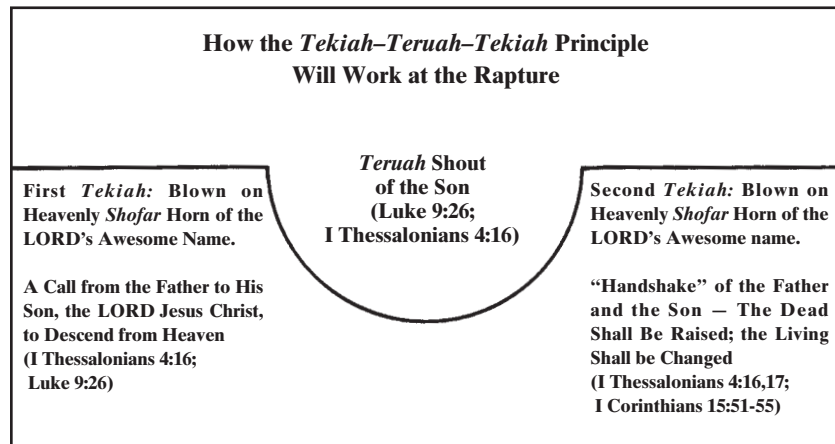 How the Tekiah–Teruah–Tekiah Principle
Will Work at the Rapture
First Tekiah: Blown on
Heavenly Shofar Horn of the
LORD's Awesome Name.
A Call from the Father to His
Son, the LORD Jesus Christ,
to Descend from Heaven
(I Thessalonians 4:16;
Luke 9:26)
Teruah Shout
of the Son
(Luke 9:26;
I Thessalonians 4:16)
Second Tekiah: Blown on
Heavenly Shofar Horn of the
LORD's Awesome name.
“Handshake” of the Father
and the Son — The Dead
Shall Be Raised; the Living
Shall be Changed
(I Thessalonians 4:16,17;
I Corinthians 15:51-55)